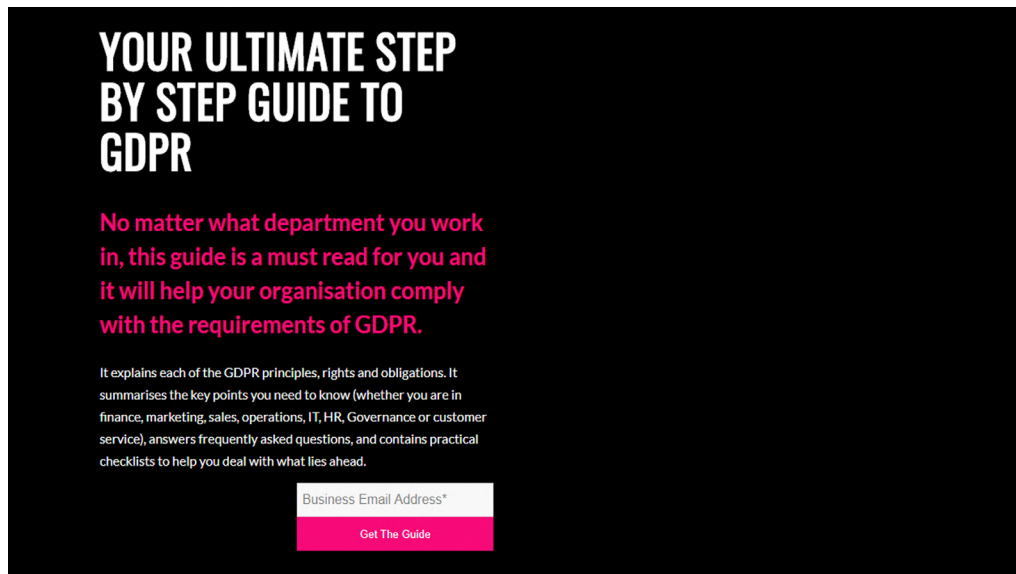 YOUR ULTIMATE STEP
BY STEP GUIDE TO
GDPR
No matter what department you work
in, this guide is a must read for you and
it will help your organisation comply
with the requirements of GDPR.
It explains each of the GDPR principles, rights and obligations. It
summarises the key points you need to know (whether you are in
finance, marketing, sales, operations, IT, HR, Governance or customer
service), answers frequently asked questions, and contains practical
checklists to help you deal with what lies ahead.
Business Email Address*
Get The Guide